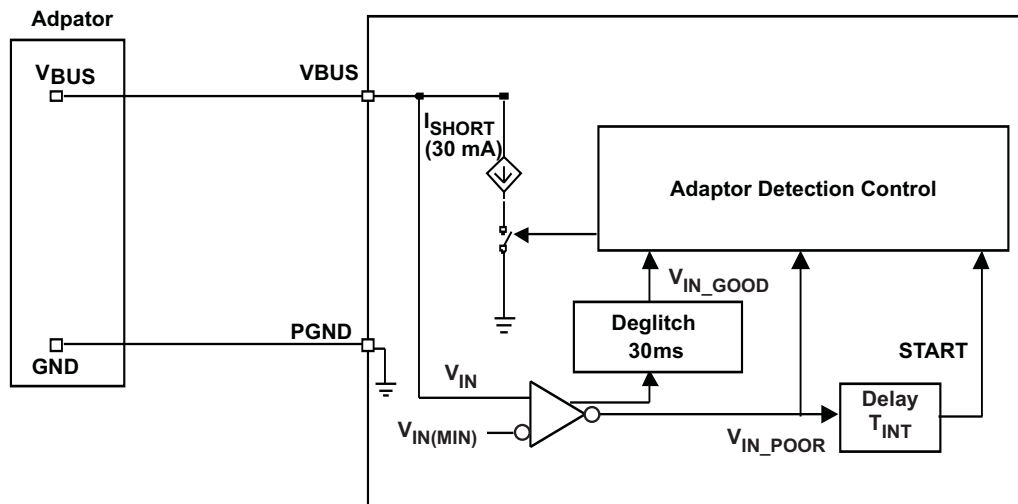 Adpator
VBUS
VBUS
ISHORT
(30 mA)
Adaptor Detection Control
VIN_GOOD
Deglitch
30ms
PGND
GND
START
VIN
Delay
TINT
VIN(MIN)
VIN_POOR